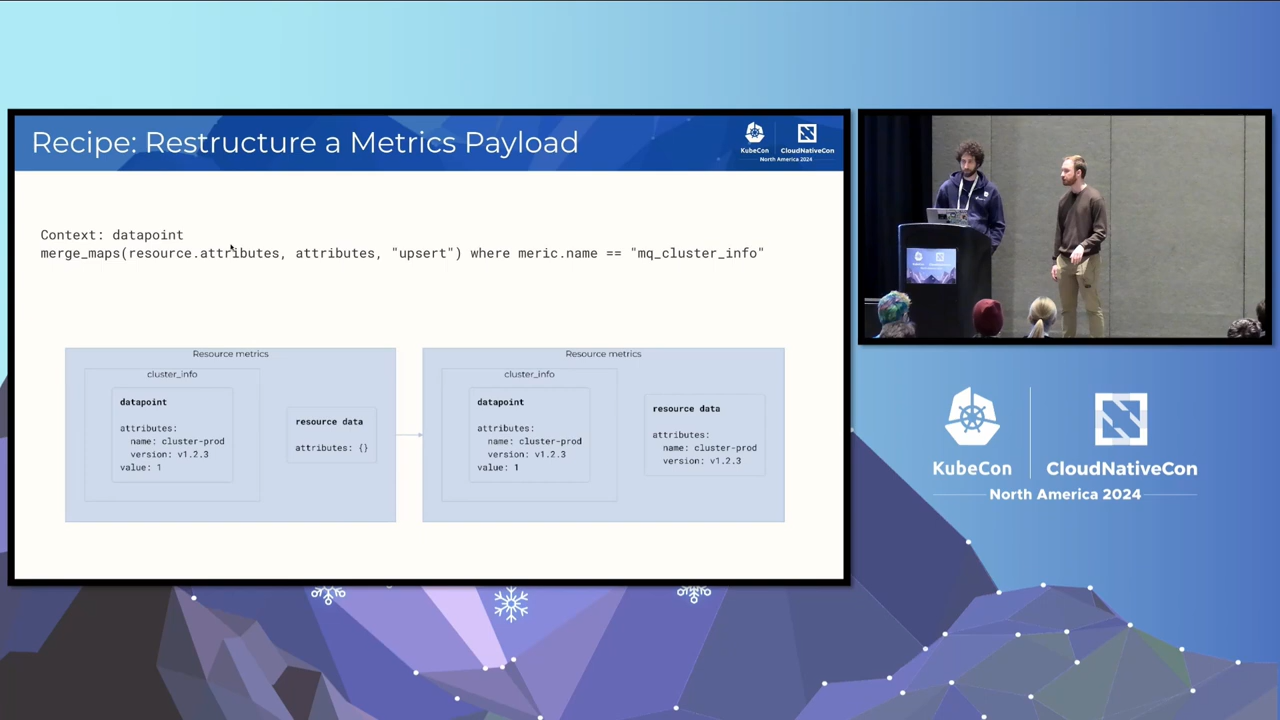 Recipe: Restructure a Metrics Payload
KubeCon
CloudNativeCon
North America 2024
Context: datapoint
merge_maps(resource.attributes, attributes, "upsert") where meric.name == "mq_cluster_info"
Resource metrics
cluster_info
datapoint
attributes:
name: cluster-prod
version: v1.2.3
value: 1
resource data
attributes: {}
Resource metrics
cluster_info
datapoint
attributes:
name: cluster-prod
version: v1.2.3
value: 1
resource data
attributes:
name: cluster-prod
version: v1.2.3
KubeCon
CloudNativeCon
North America 2024